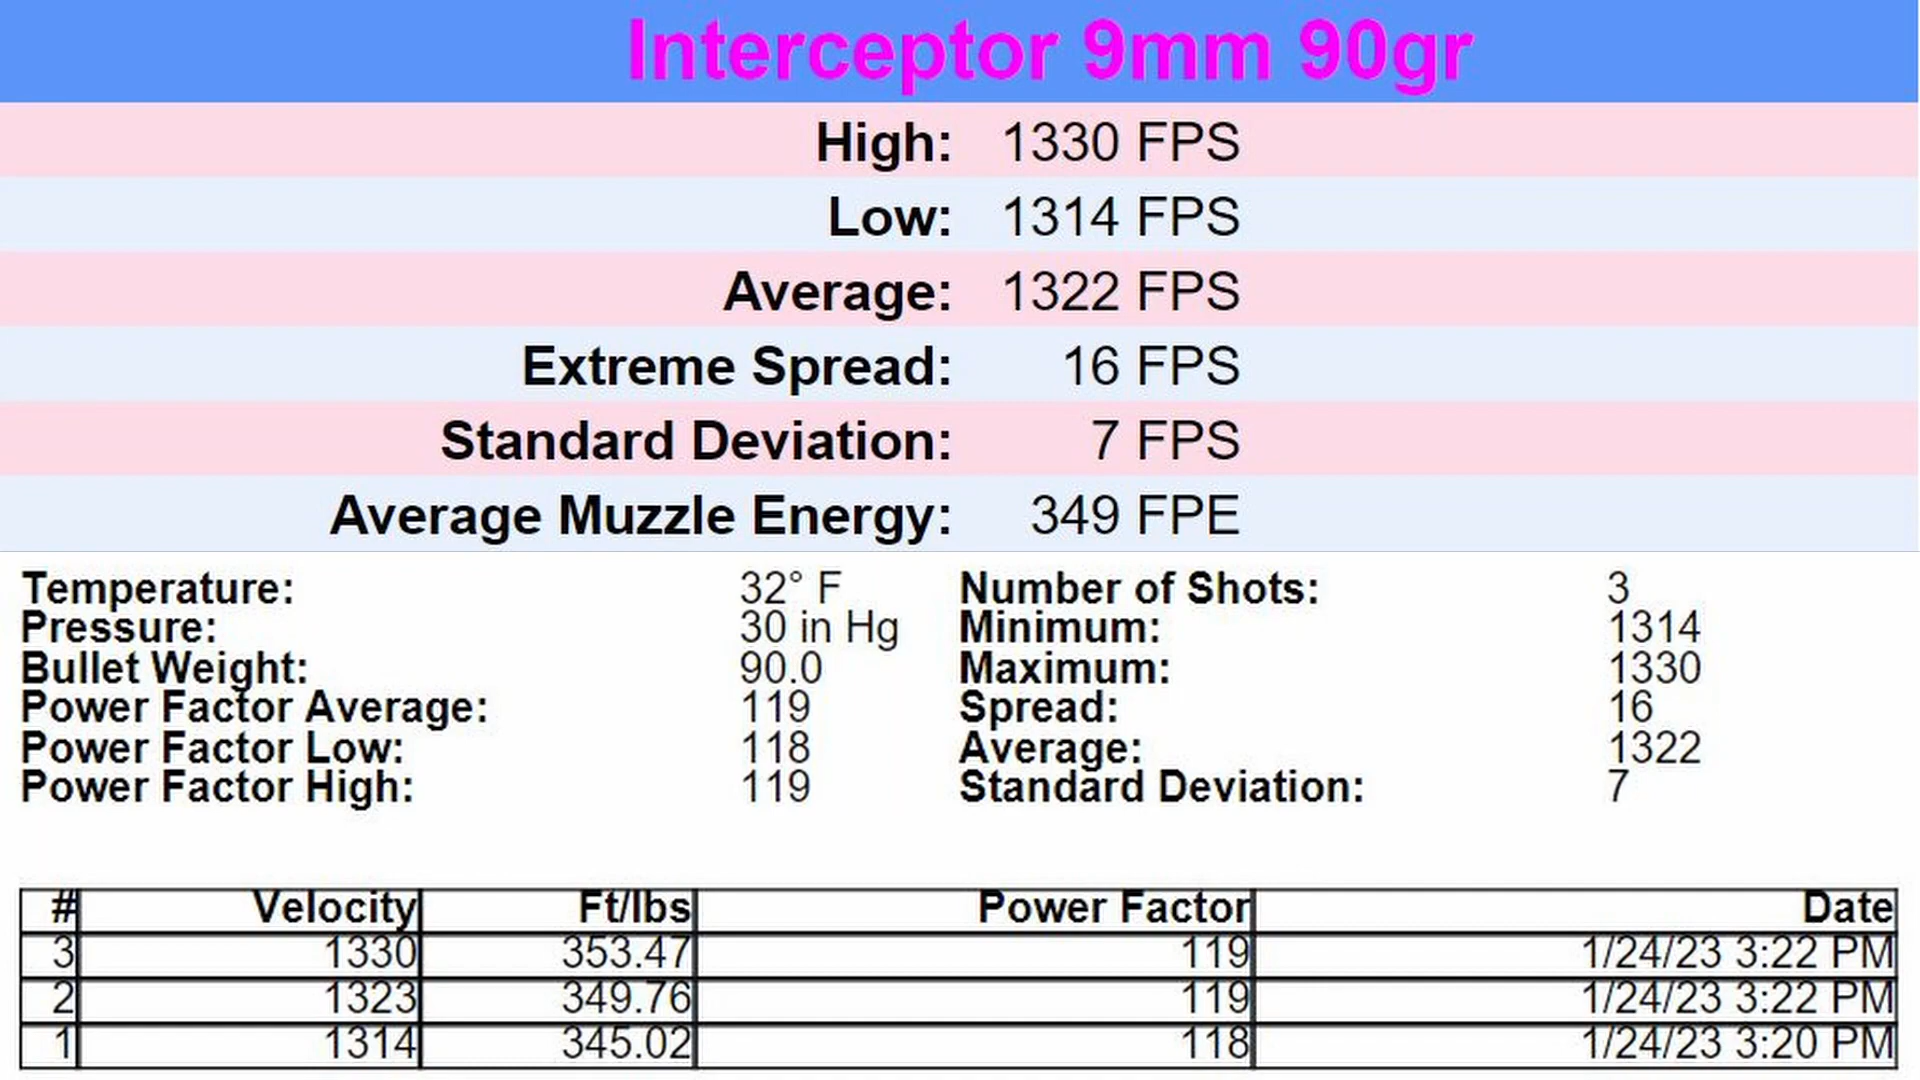 Interceptor 9mm 90gr
High: 1330 FPS
Low: 1314 FPS
Average: 1322 FPS
Extreme Spread: 16 FPS
Standard Deviation: 7 FPS
Average Muzzle Energy: 349 FPE
Temperature: 32° F Number of Shots: 3
Pressure: 30 in Hg Minimum: 1314
Bullet Weight: 90.0 Maximum: 1330
Power Factor Average: 119 Spread: 16
Power Factor Low: 118 Average: 1322
Power Factor High: 119 Standard Deviation: 7
# Velocity Ft/lbs Power Factor Date
3 1330 353.47 119 1/24/23 3:22 PM
2 1323 349.76 119 1/24/23 3:22 PM
1 1314 345.02 118 1/24/23 3:20 PM